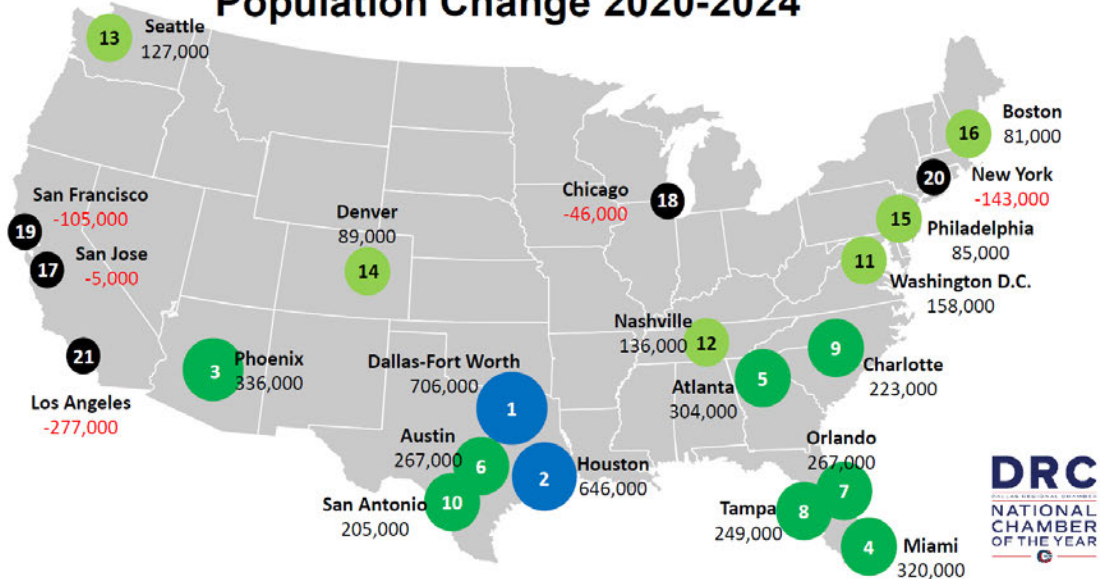 Population Change 2020-2024
13
Seattle
127,000
16
Boston
81,000
20
New York
-143,000
18
Chicago
-46,000
San Francisco
-105,000
19
San Jose
-5,000
17
Denver
89,000
14
15
Philadelphia
85,000
11
Washington D.C.
158,000
Nashville
136,000
12
9
Charlotte
223,000
21
Los Angeles
-277,000
3
Phoenix
336,000
Dallas-Fort Worth
706,000
1
Atlanta
304,000
5
Austin
267,000
6
2
Houston
646,000
San Antonio
205,000
10
Orlando
267,000
7
Tampa
249,000
8
4
Miami
320,000
DRC
DALLAS REGIONAL CHAMBER
NATIONAL
CHAMBER
OF THE YEAR